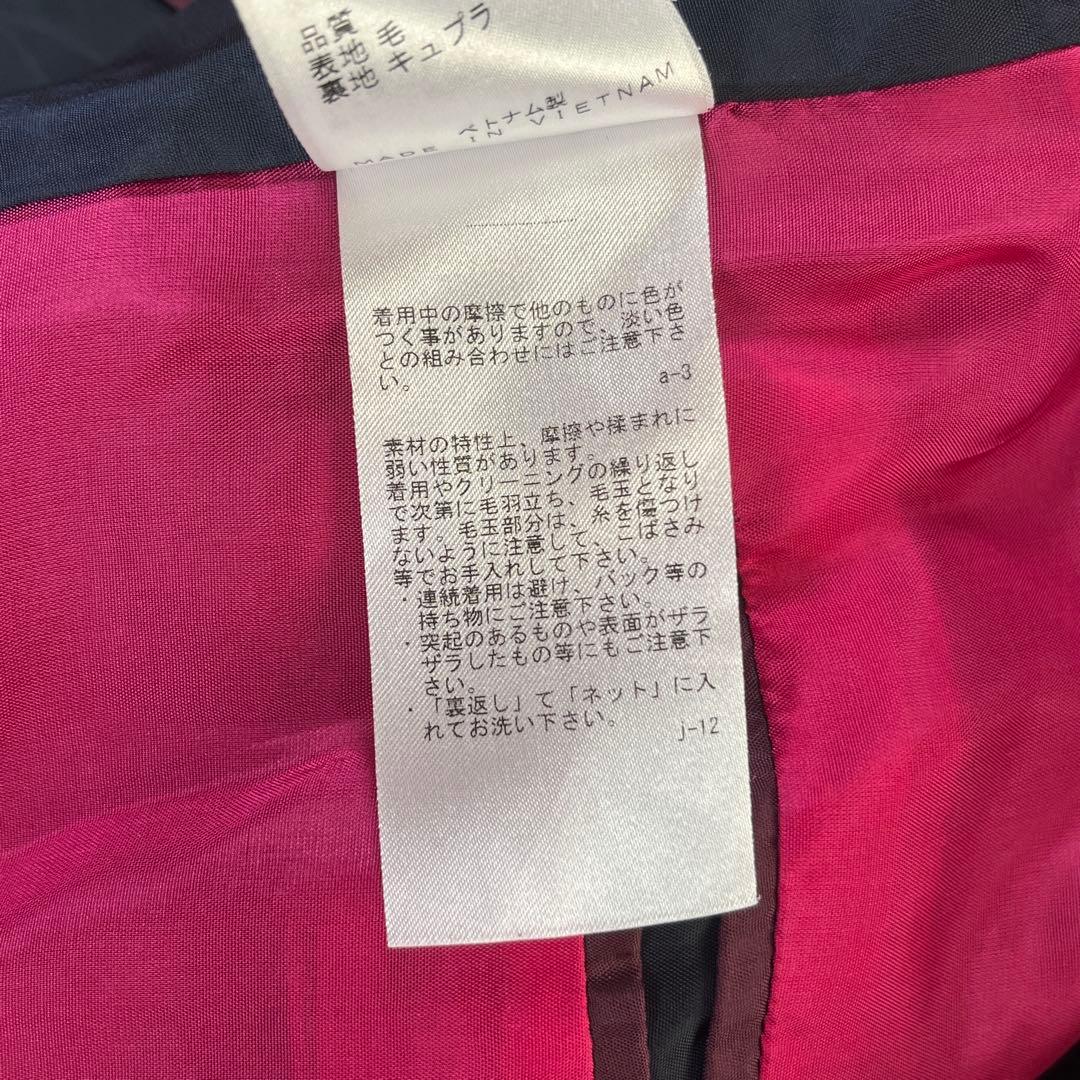 品質
表地 毛
裏地 キュプラ
ベトナム製
MADE IN VIETNAM
着用中の摩擦で他のものに色が
つく事がありますので、淡い色
との組み合わせにはご注意下さ
い。
a-3
素材の特性上、摩擦や揉まれに
弱い性質があります。
着用やクリーニングの繰り返し
で次第に毛羽立ち、毛玉となり
ます。毛玉部分は、糸を傷つけ
ないように注意して、こばさみ
等でお手入れして下さい。
・連続着用は避け、バック等の
持ち物にご注意下さい。
・突起のあるものや表面がザラ
ザラしたもの等にもご注意下
さい。
・「裏返し」て「ネット」に入
れてお洗い下さい。
j-12